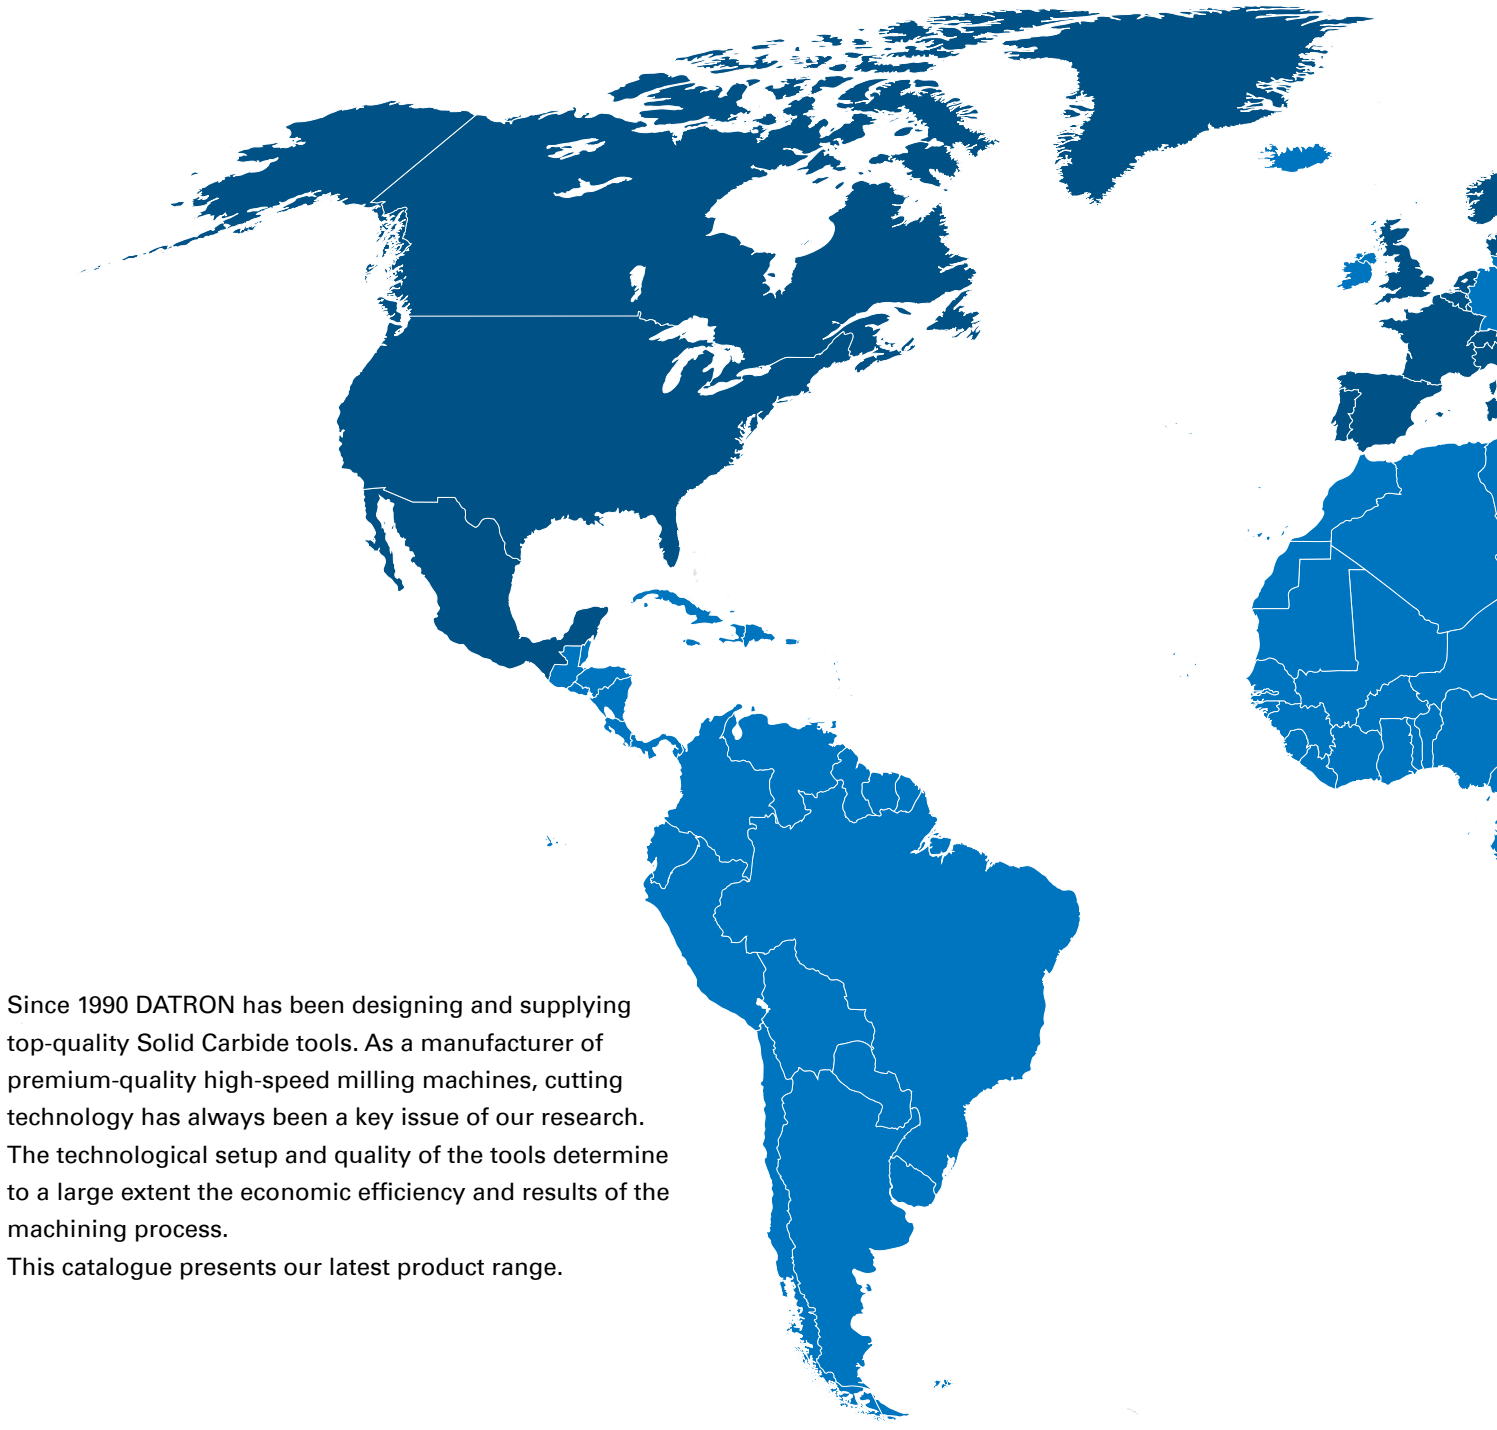 Since 1990 DATRON has been designing and supplying
top-quality Solid Carbide tools. As a manufacturer of
premium-quality high-speed milling machines, cutting
technology has always been a key issue of our research.
The technological setup and quality of the tools determine
to a large extent the economic efficiency and results of the
machining process.
This catalogue presents our latest product range.